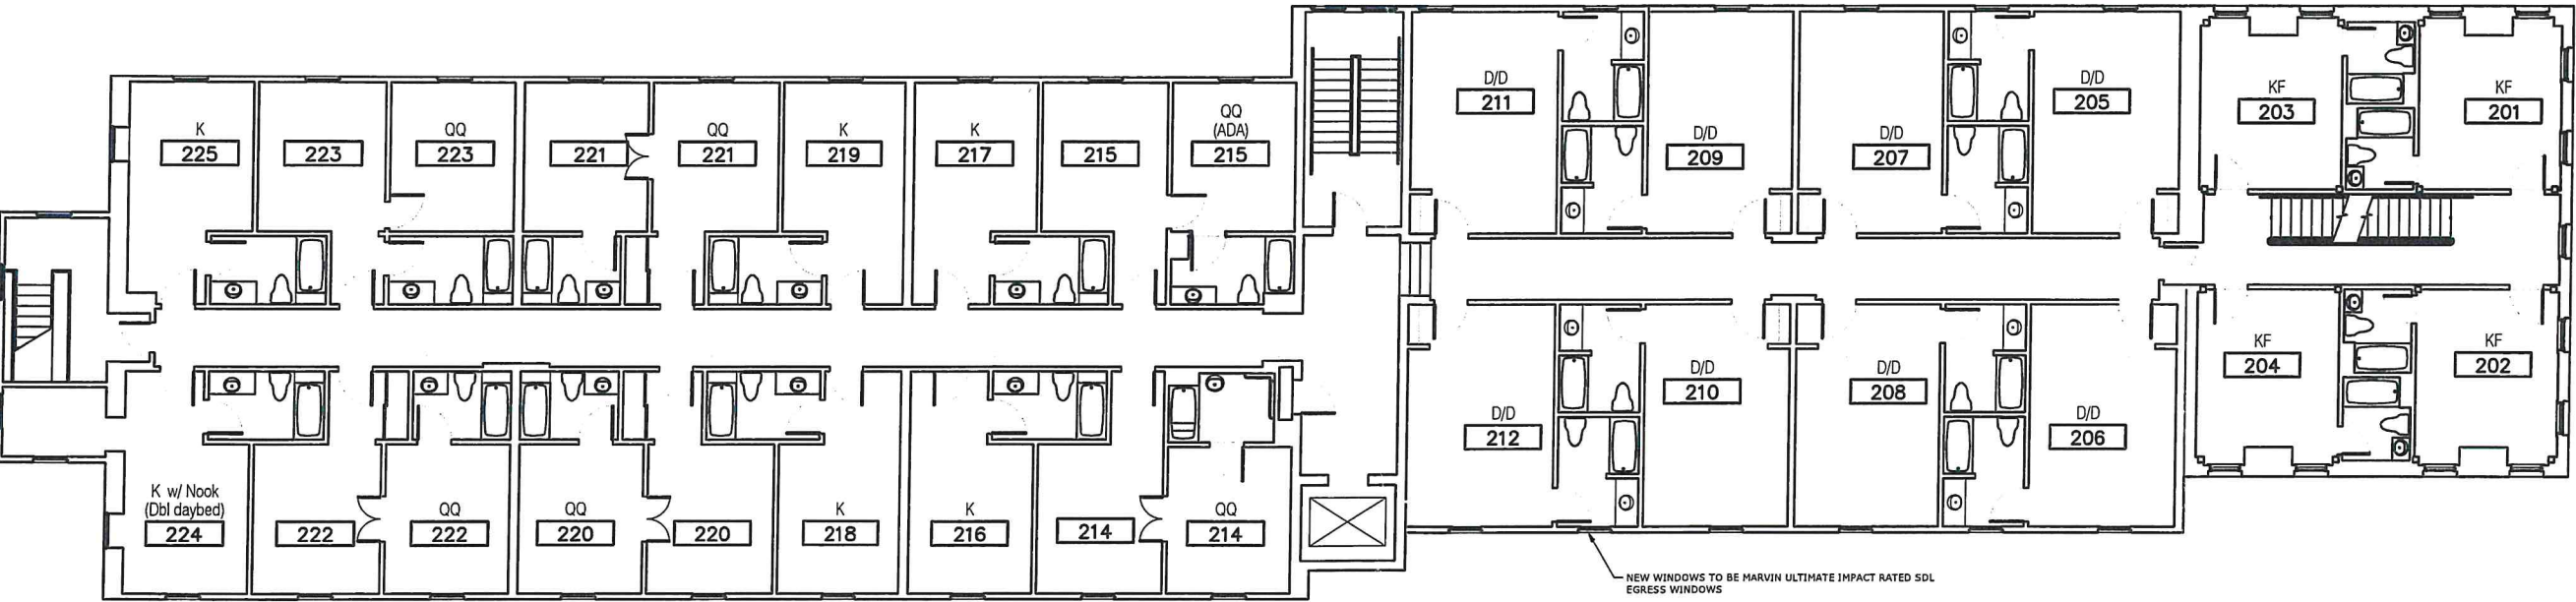 K
225
223
QQ
223
221
QQ
221
K
219
K
217
215
QQ
(ADA)
215
D/D
211
D/D
209
D/D
207
D/D
205
KF
203
KF
201
K w/ Nook
(Dbl daybed)
224
222
QQ
222
QQ
220
220
K
218
K
216
214
QQ
214
D/D
212
D/D
210
D/D
208
D/D
206
KF
204
KF
202
NEW WINDOWS TO BE MARVIN ULTIMATE IMPACT RATED SDL
EGRESS WINDOWS